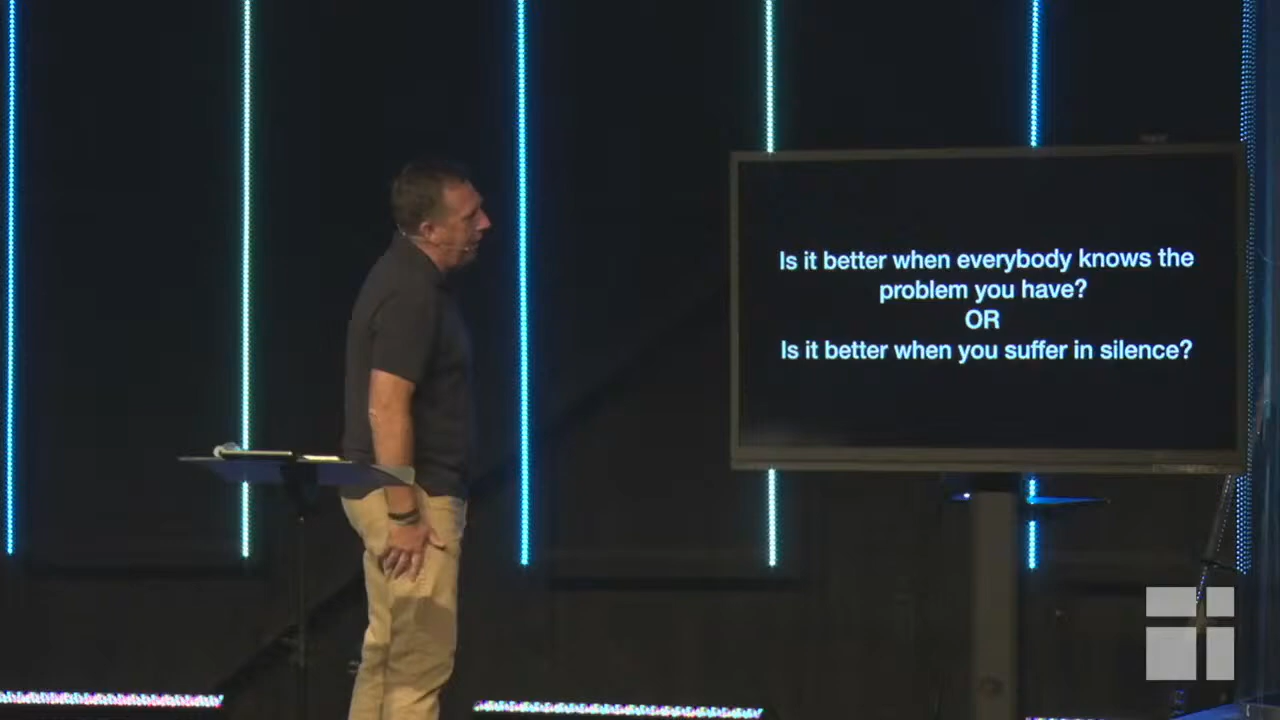 Is it better when everybody knows the
problem you have?
OR
Is it better when you suffer in silence?